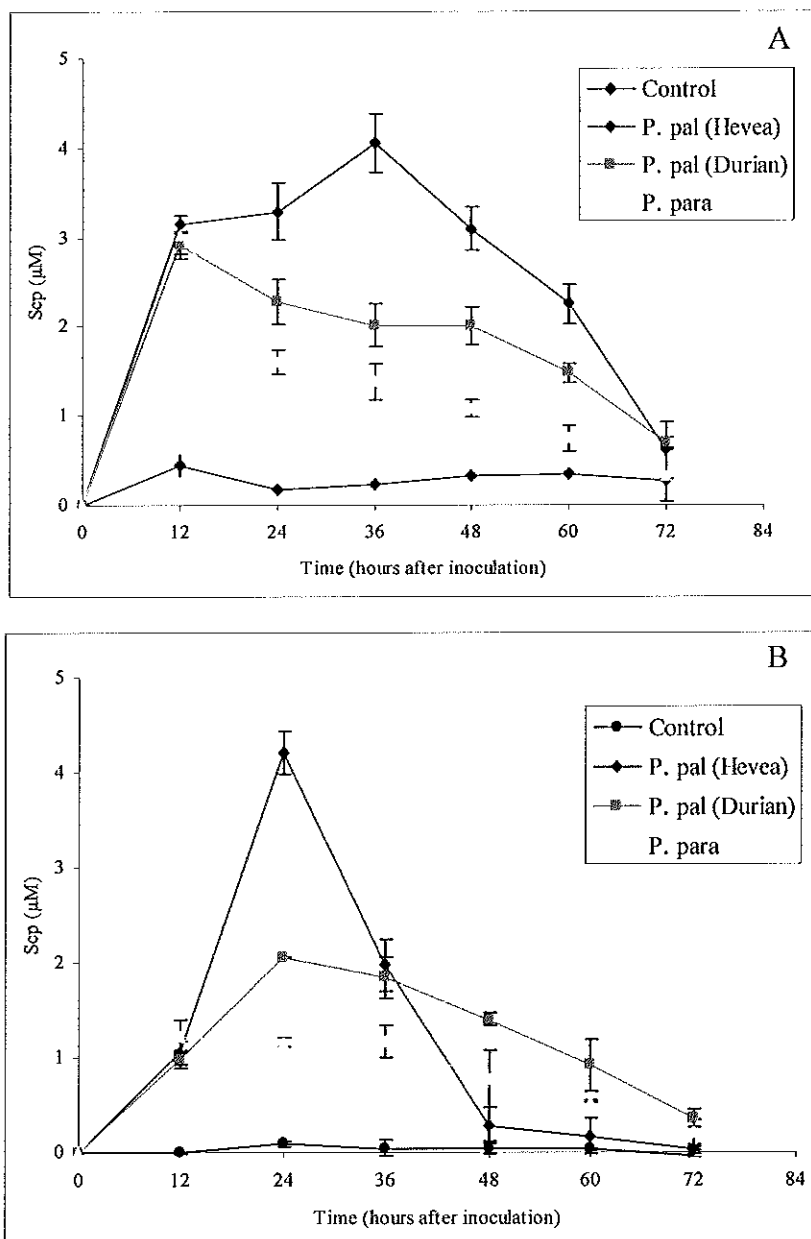 A
5
4
3
2
1
0
Scp (µM)
Control
P. pal (Hevea)
P. pal (Durian)
P. para
0 12 24 36 48 60 72 84
Time (hours after inoculation)
B
5
4
3
2
1
0
Scp (µM)
Control
P. pal (Hevea)
P. pal (Durian)
P. para
0 12 24 36 48 60 72 84
Time (hours after inoculation)